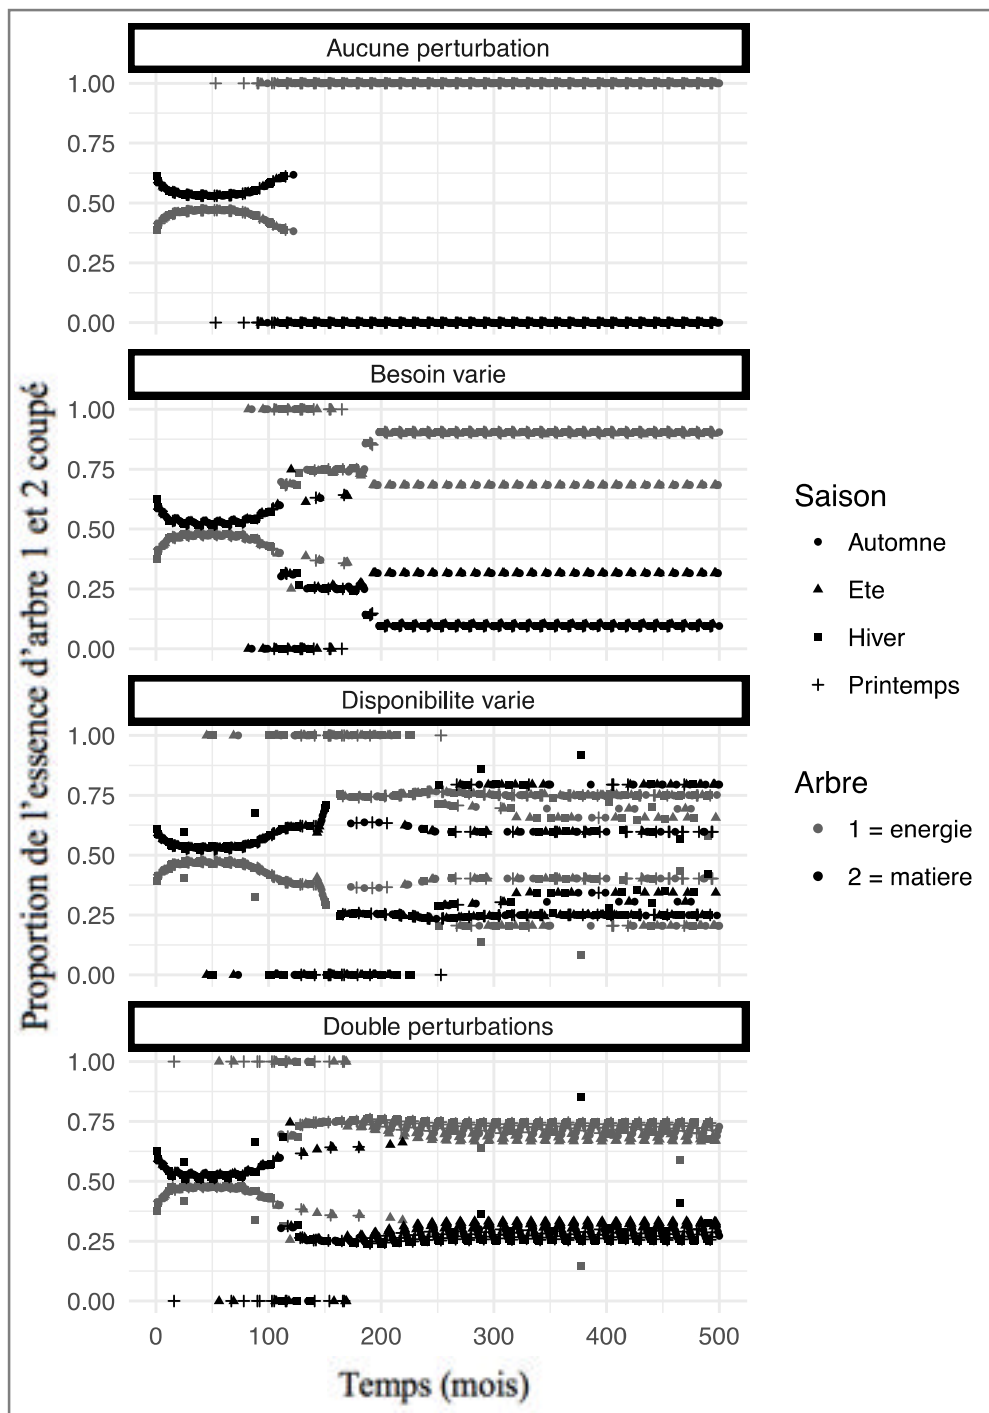 Aucune perturbation
1.00
0.75
0.50
0.25
0.00
Besoin varie
1.00
0.75
0.50
0.25
0.00
Disponibilite varie
1.00
0.75
0.50
0.25
0.00
Double perturbations
1.00
0.75
0.50
0.25
0.00
0 100 200 300 400 500
Temps (mois)
Proportion de l'essence d'arbre 1 et 2 coupé
Saison
Automne
Ete
Hiver
Printemps
Arbre
1 = energie
2 = matiere